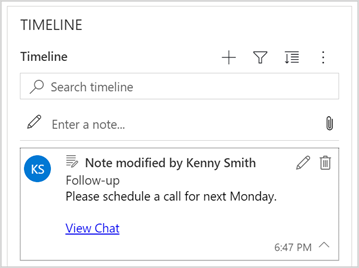 TIMELINE
Timeline
Search timeline
Enter a note...
KS
Note modified by Kenny Smith
Follow-up
Please schedule a call for next Monday.
View Chat
6:47 PM